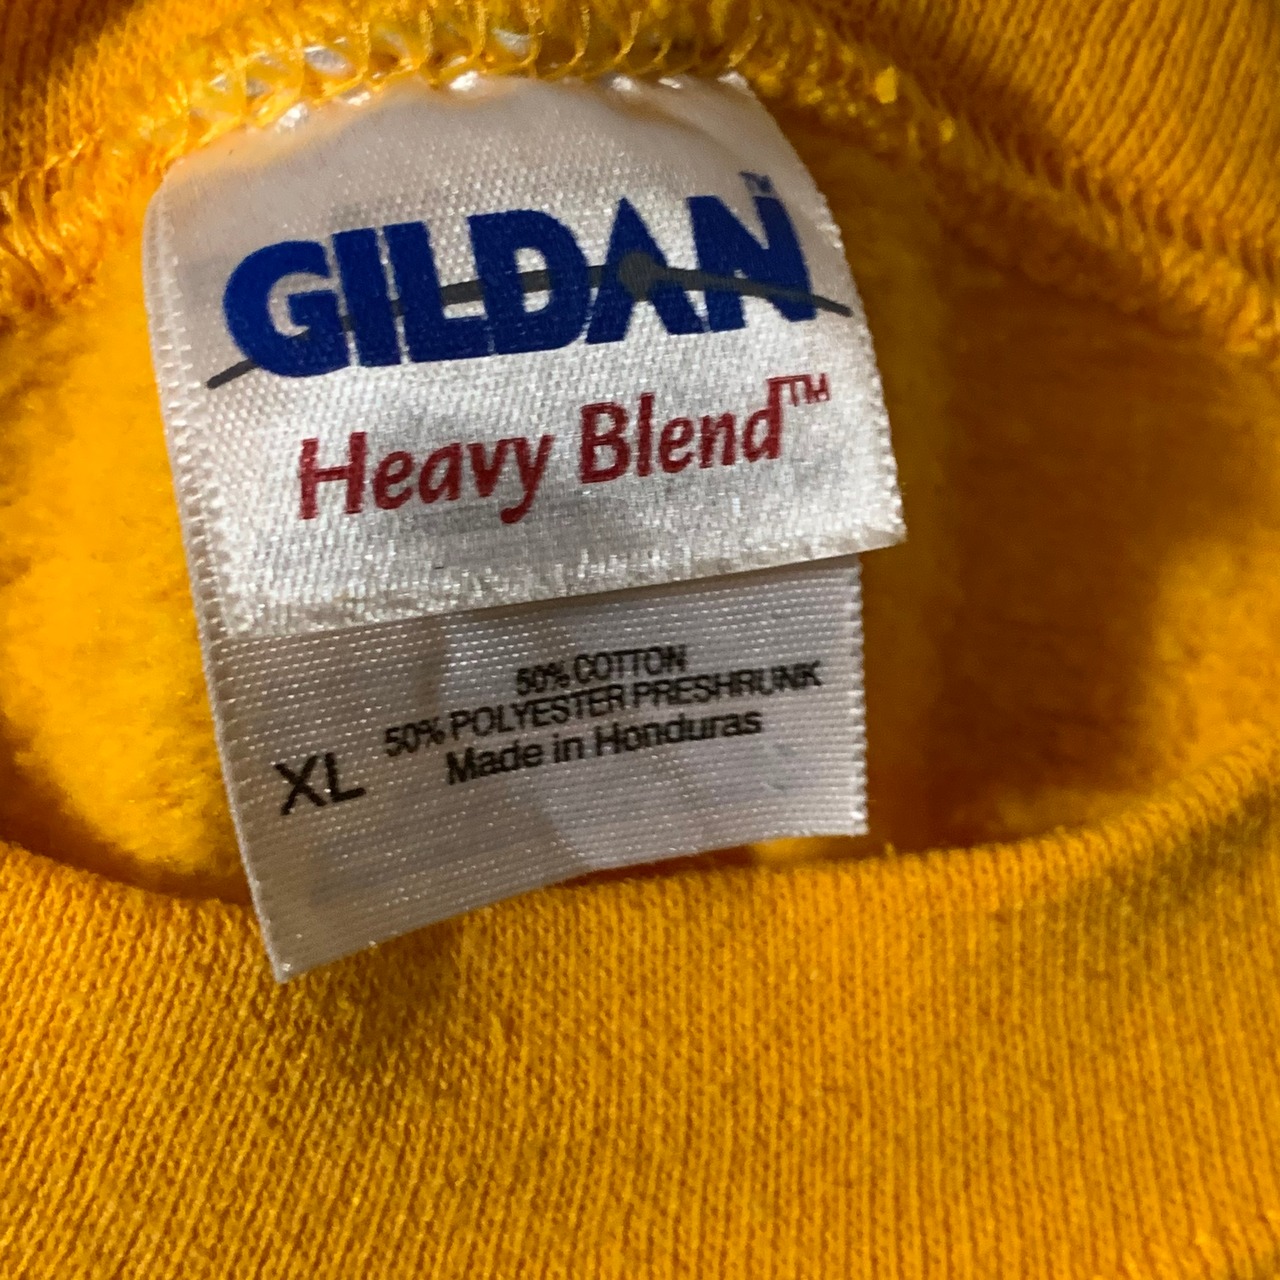 GILDAN™
Heavy Blend™
50% COTTON
50% POLYESTER PRESHRUNK
XL Made in Honduras